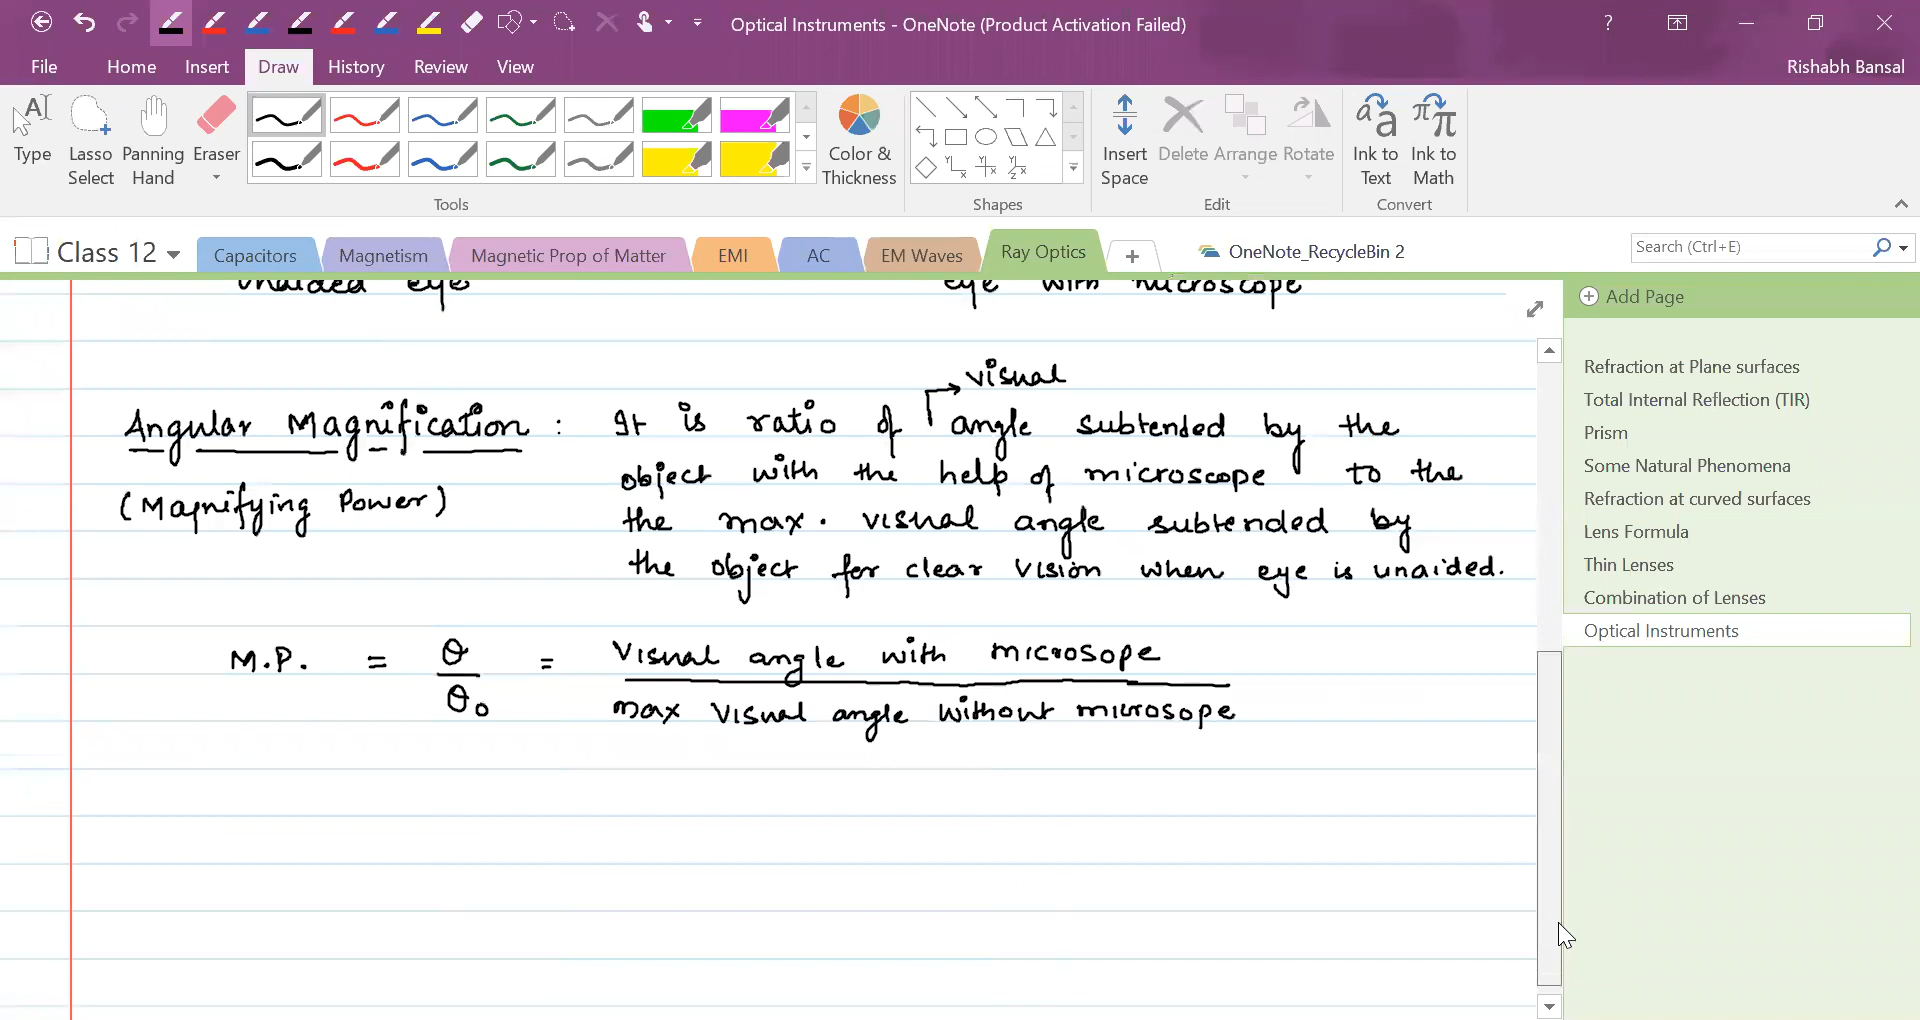 Optical Instruments - OneNote (Product Activation Failed)
?
File Home Insert Draw History Review View
Rishabh Bansal
Type
Lasso Select
Panning Hand
Eraser
Color & Thickness
Insert Space
Delete
Arrange
Rotate
Ink to Text
Ink to Math
Tools
Shapes
Edit
Convert
Class 12
Capacitors Magnetism Magnetic Prop of Matter EMI AC EM Waves Ray Optics
OneNote_RecycleBin 2
Search (Ctrl+E)
unaided eye
eye with microscope
visual
Angular Magnification : It is ratio of angle subtended by the
object with the help of microscope to the
(Magnifying Power)
the max. visual angle subtended by
the object for clear vision when eye is unaided.
M.P. = θ/θ₀ = visual angle with microsope
max visual angle without microsope
Add Page
Refraction at Plane surfaces
Total Internal Reflection (TIR)
Prism
Some Natural Phenomena
Refraction at curved surfaces
Lens Formula
Thin Lenses
Combination of Lenses
Optical Instruments